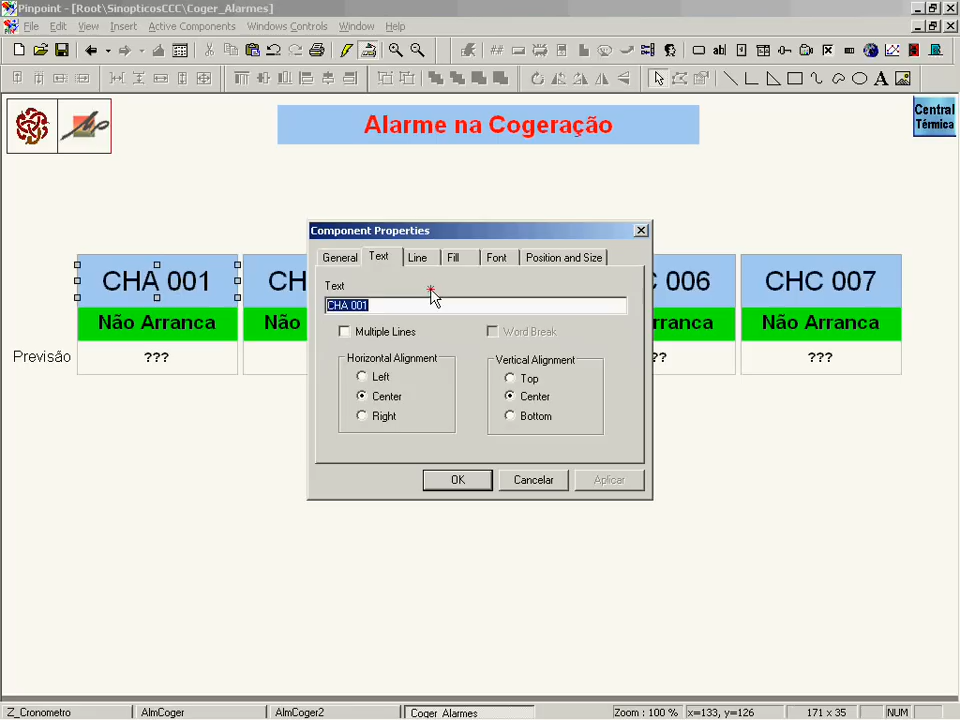 Pinpoint - [Root\SinopticosCCC\Coger_Alarmes]
File Edit View Insert Active Components Windows Controls Window Help
Alarme na Cogeração
Central
Térmica
Component Properties
General Text Line Fill Font Position and Size
Text
CHA 001
Multiple Lines Word Break
Horizontal Alignment Vertical Alignment
Left Top
Center Center
Right Bottom
OK Cancelar Aplicar
CHA 001 CH C 006 CHC 007
Não Arranca Não Arranca
Previsão ??? ?? ???
Z_Cronometro AlmCoger AlmCoger2 Coger_Alarmes Zoom : 100 % x=133, y=126 171 x 35 NUM